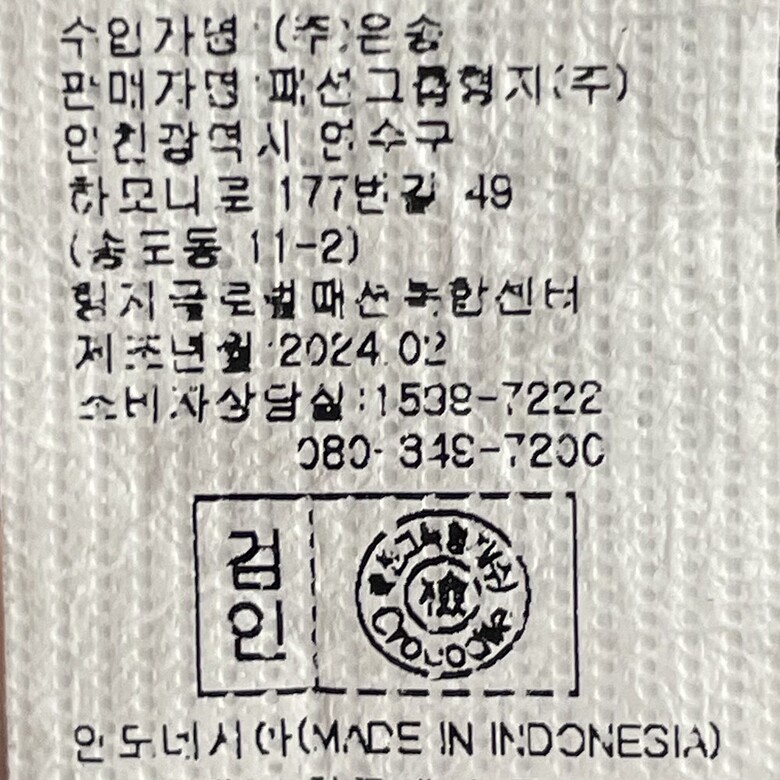 수입자명 (주)은송
판매자명 패션그룹형지(주)
인천광역시 연수구
하모니로 177번길 49
(송도동 11-2)
형지글로벌패션복합센터
제조년월 2024.02
소비자상담실:1588-7222
080-
검
인
인도네시아(MADE IN INDONESIA)